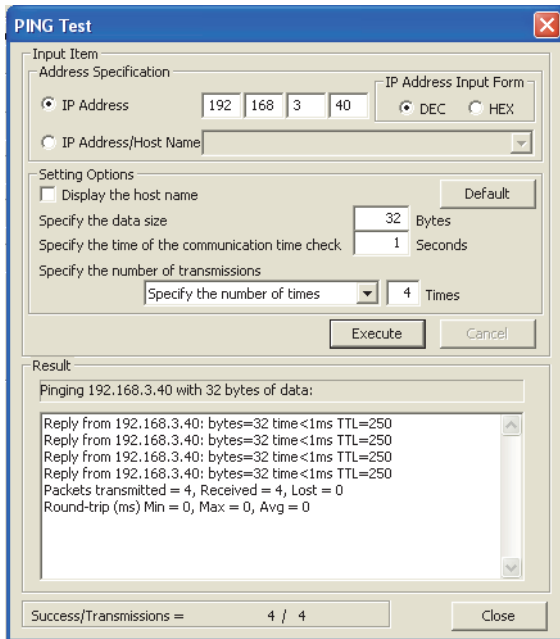 PING Test
Input Item
Address Specification
IP Address Input Form
IP Address 192 168 3 40 DEC HEX
IP Address/Host Name
Setting Options
Display the host name Default
Specify the data size 32 Bytes
Specify the time of the communication time check 1 Seconds
Specify the number of transmissions
Specify the number of times 4 Times
Execute Cancel
Result
Pinging 192.168.3.40 with 32 bytes of data:
Reply from 192.168.3.40: bytes=32 time<1ms TTL=250
Reply from 192.168.3.40: bytes=32 time<1ms TTL=250
Reply from 192.168.3.40: bytes=32 time<1ms TTL=250
Reply from 192.168.3.40: bytes=32 time<1ms TTL=250
Packets transmitted = 4, Received = 4, Lost = 0
Round-trip (ms) Min = 0, Max = 0, Avg = 0
Success/Transmissions = 4 / 4 Close